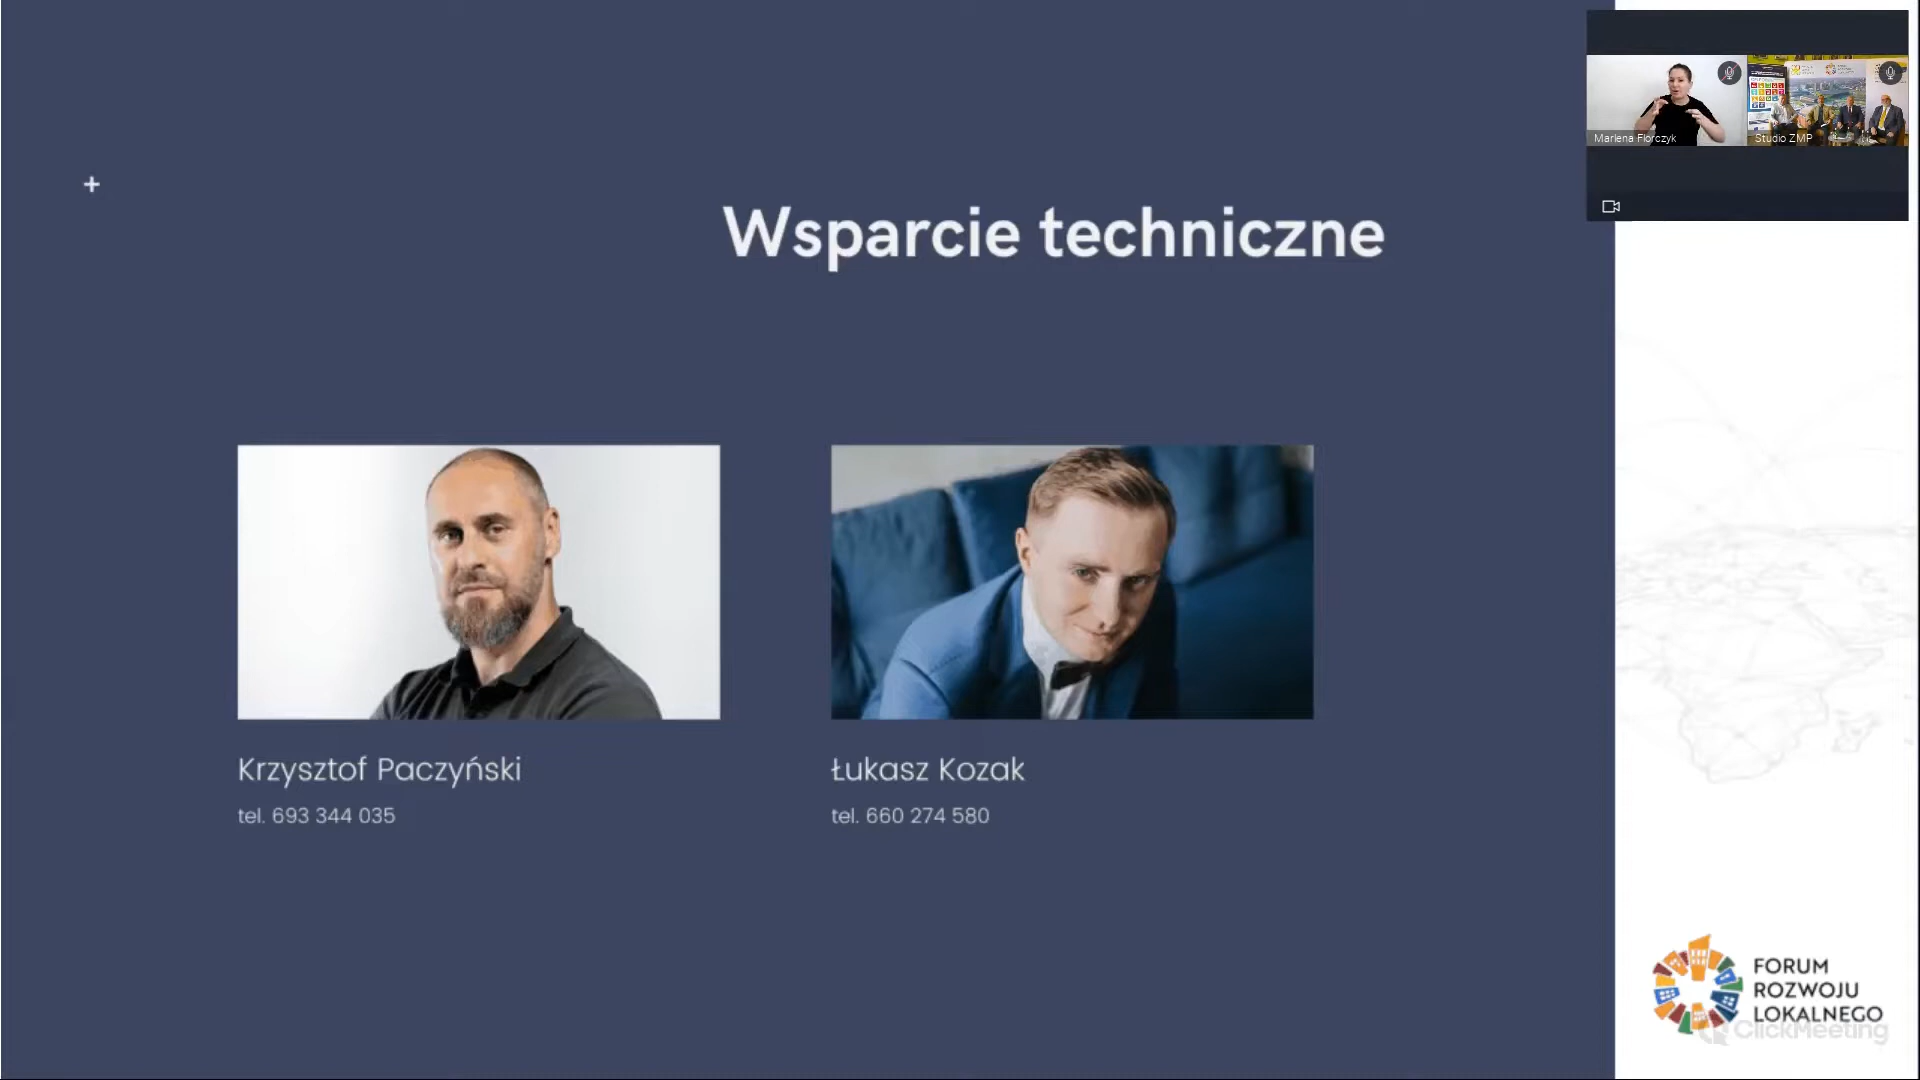 Wsparcie techniczne
Krzysztof Paczyński
tel. 693 344 035
Łukasz Kozak
tel. 660 274 580
Marlena Florczyk
Studio ZMP
FORUM
ROZWOJU
LOKALNEGO
ClickMeeting